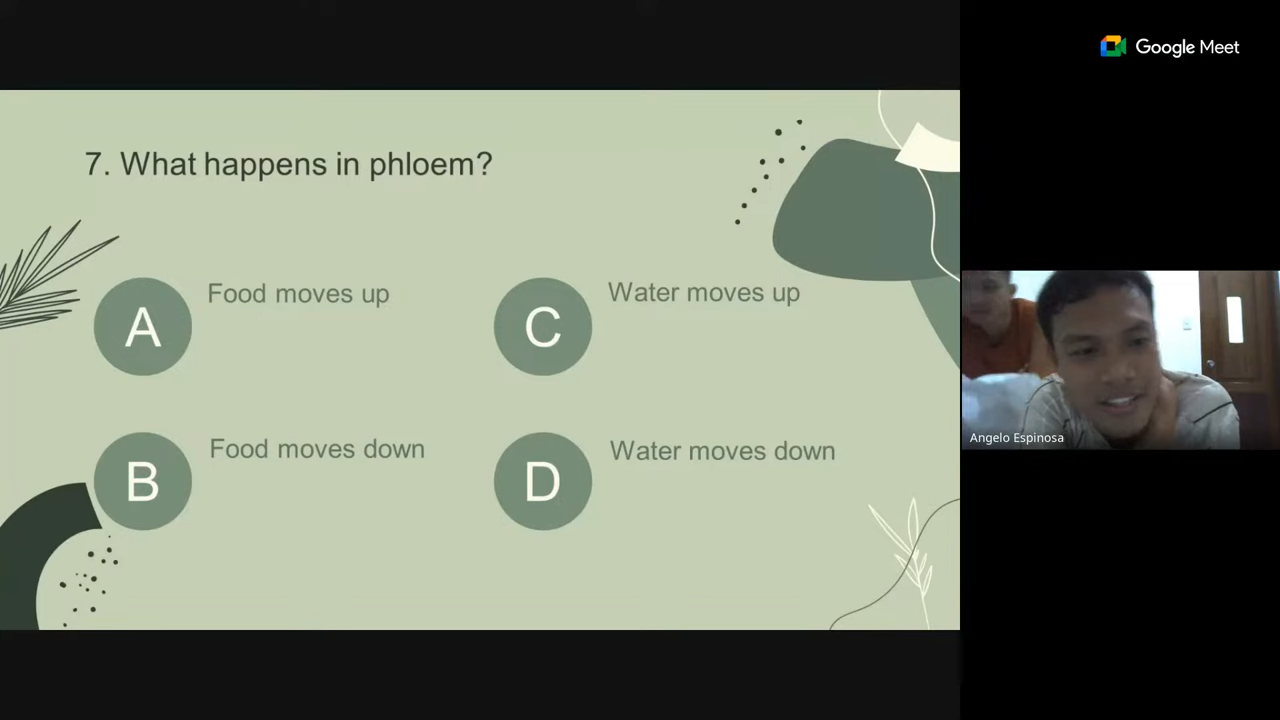 Google Meet
7. What happens in phloem?
A
Food moves up
C
Water moves up
B
Food moves down
D
Water moves down
Angelo Espinosa